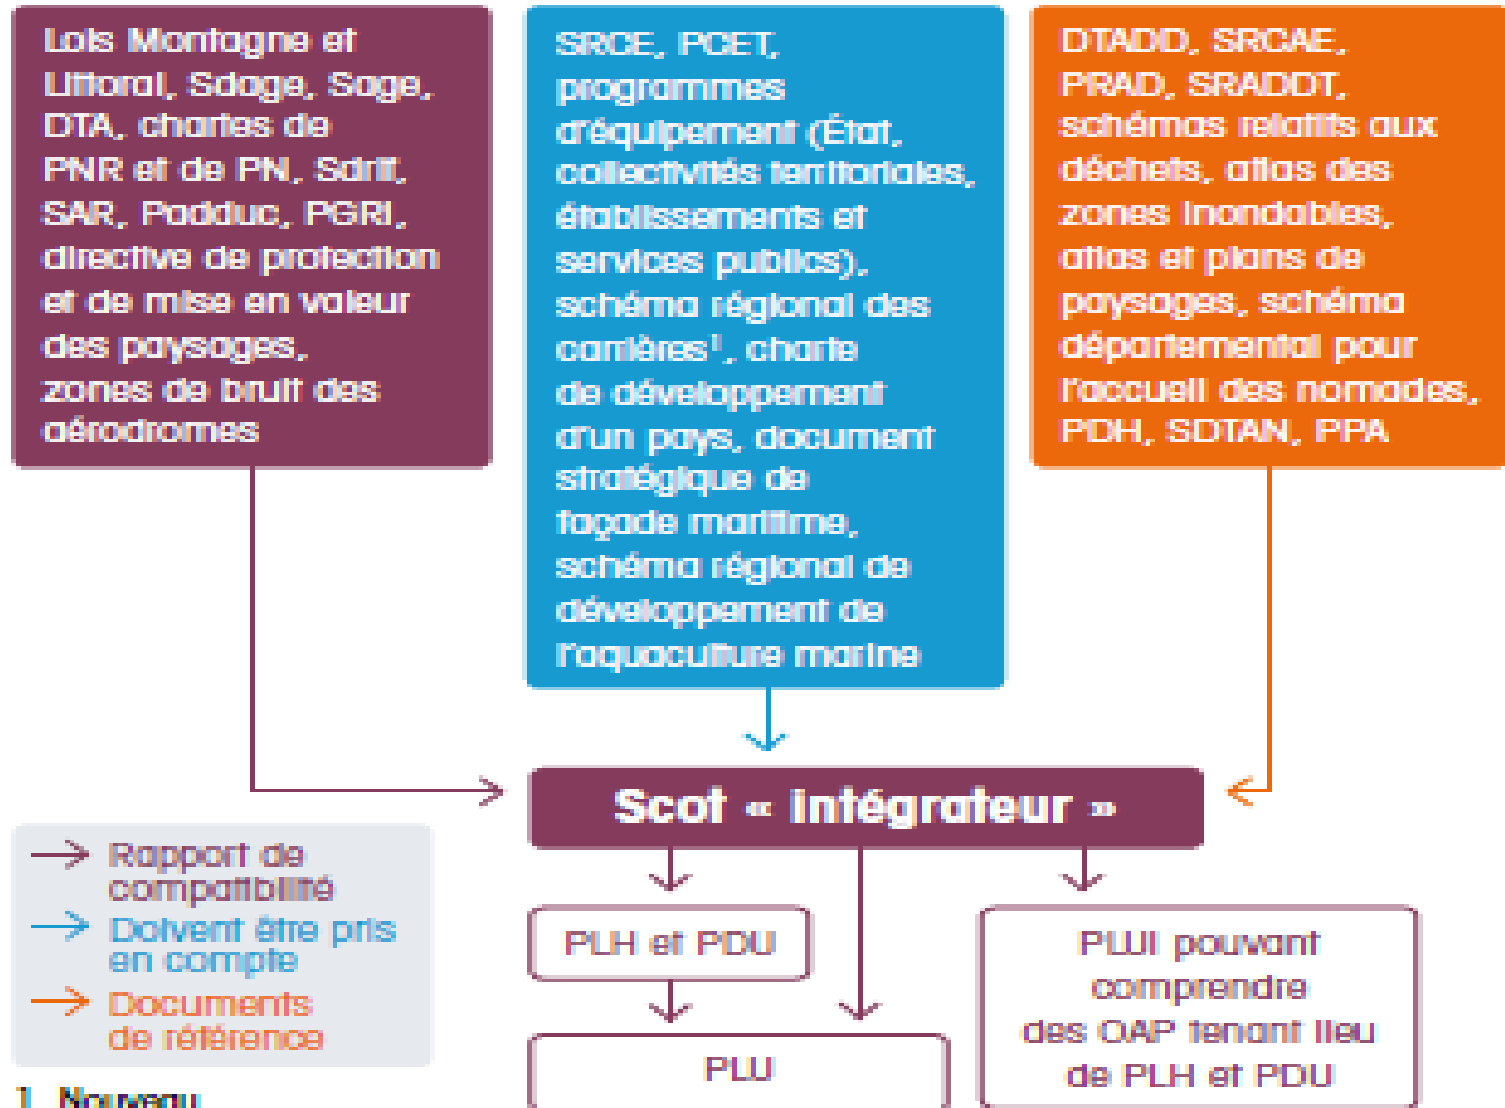 Lois Montagne et
Littoral, Sdage, Sage,
DTA, chartes de
PNR et de PN, Sdrif,
SAR, Padduc, PGRI,
directive de protection
et de mise en valeur
des paysages,
zones de bruit des
aérodromes
SRCE, PCET,
programmes
d'équipement (État,
collectivités territoriales,
établissements et
services publics),
schéma régional des
carrières¹, charte
de développement
d'un pays, document
stratégique de
façade maritime,
schéma régional de
développement de
l'aquaculture marine
DTADD, SRCAE,
PRAD, SRADDT,
schémas relatifs aux
déchets, atlas des
zones inondables,
atlas et plans de
paysages, schéma
départemental pour
l'accueil des nomades,
PDH, SDTAN, PPA
Scot « intégrateur »
Rapport de
compatibilité
Doivent être pris
en compte
Documents
de référence
PLH et PDU
PLU
PLUI pouvant
comprendre
des OAP tenant lieu
de PLH et PDU
1 Nouveau